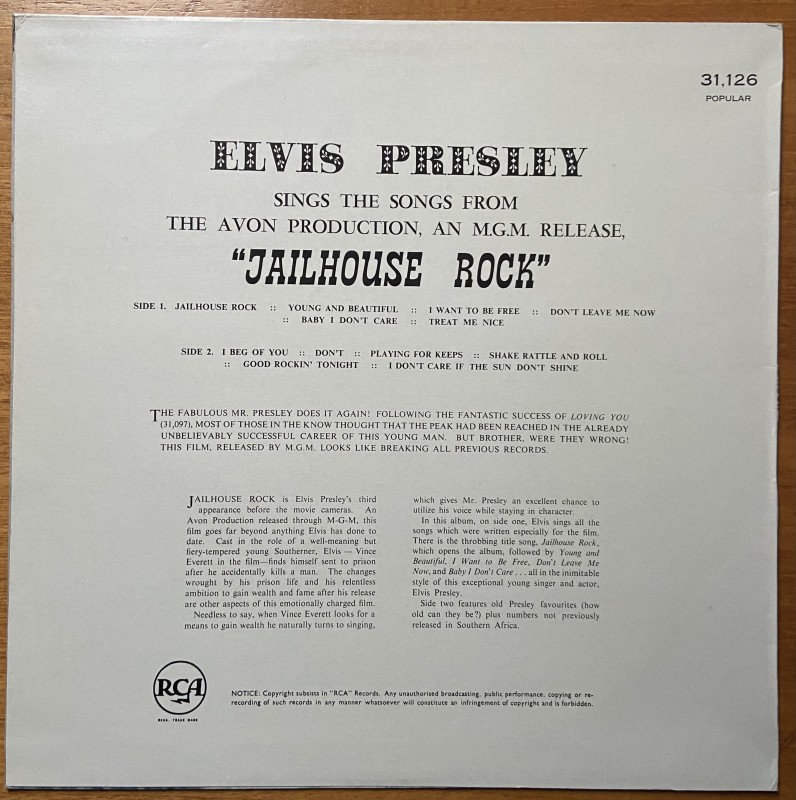 31,126
POPULAR
ELVIS PRESLEY
SINGS THE SONGS FROM
THE AVON PRODUCTION, AN M.G.M. RELEASE,
“JAILHOUSE ROCK”
SIDE 1. JAILHOUSE ROCK :: YOUNG AND BEAUTIFUL :: I WANT TO BE FREE :: DON'T LEAVE ME NOW
:: BABY I DON'T CARE :: TREAT ME NICE
SIDE 2. I BEG OF YOU :: DON'T :: PLAYING FOR KEEPS :: SHAKE RATTLE AND ROLL
:: GOOD ROCKIN' TONIGHT :: I DON'T CARE IF THE SUN DON'T SHINE
THE FABULOUS MR. PRESLEY DOES IT AGAIN! FOLLOWING THE FANTASTIC SUCCESS OF LOVING YOU
(31,097), MOST OF THOSE IN THE KNOW THOUGHT THAT THE PEAK HAD BEEN REACHED IN THE ALREADY
UNBELIEVABLY SUCCESSFUL CAREER OF THIS YOUNG MAN. BUT BROTHER, WERE THEY WRONG!
THIS FILM, RELEASED BY M.G.M. LOOKS LIKE BREAKING ALL PREVIOUS RECORDS.
JAILHOUSE ROCK is Elvis Presley's third
appearance before the movie cameras. An
Avon Production released through M-G-M, this
film goes far beyond anything Elvis has done to
date. Cast in the role of a well-meaning but
fiery-tempered young Southerner, Elvis — Vince
Everett in the film—finds himself sent to prison
after he accidentally kills a man. The changes
wrought by his prison life and his relentless
ambition to gain wealth and fame after his release
are other aspects of this emotionally charged film.
Needless to say, when Vince Everett looks for a
means to gain wealth he naturally turns to singing,
which gives Mr. Presley an excellent chance to
utilize his voice while staying in character.
In this album, on side one, Elvis sings all the
songs which were written especially for the film.
There is the throbbing title song, Jailhouse Rock,
which opens the album, followed by Young and
Beautiful, I Want to Be Free, Don't Leave Me
Now, and Baby I Don't Care . . . all in the inimitable
style of this exceptional young singer and actor,
Elvis Presley.
Side two features old Presley favourites (how
old can they be?) plus numbers not previously
released in Southern Africa.
RCA
REGD. TRADE MARK
NOTICE: Copyright subsists in "RCA" Records. Any unauthorised broadcasting, public performance, copying or re-
recording of such records in any manner whatsoever will constitute an infringement of copyright and is forbidden.